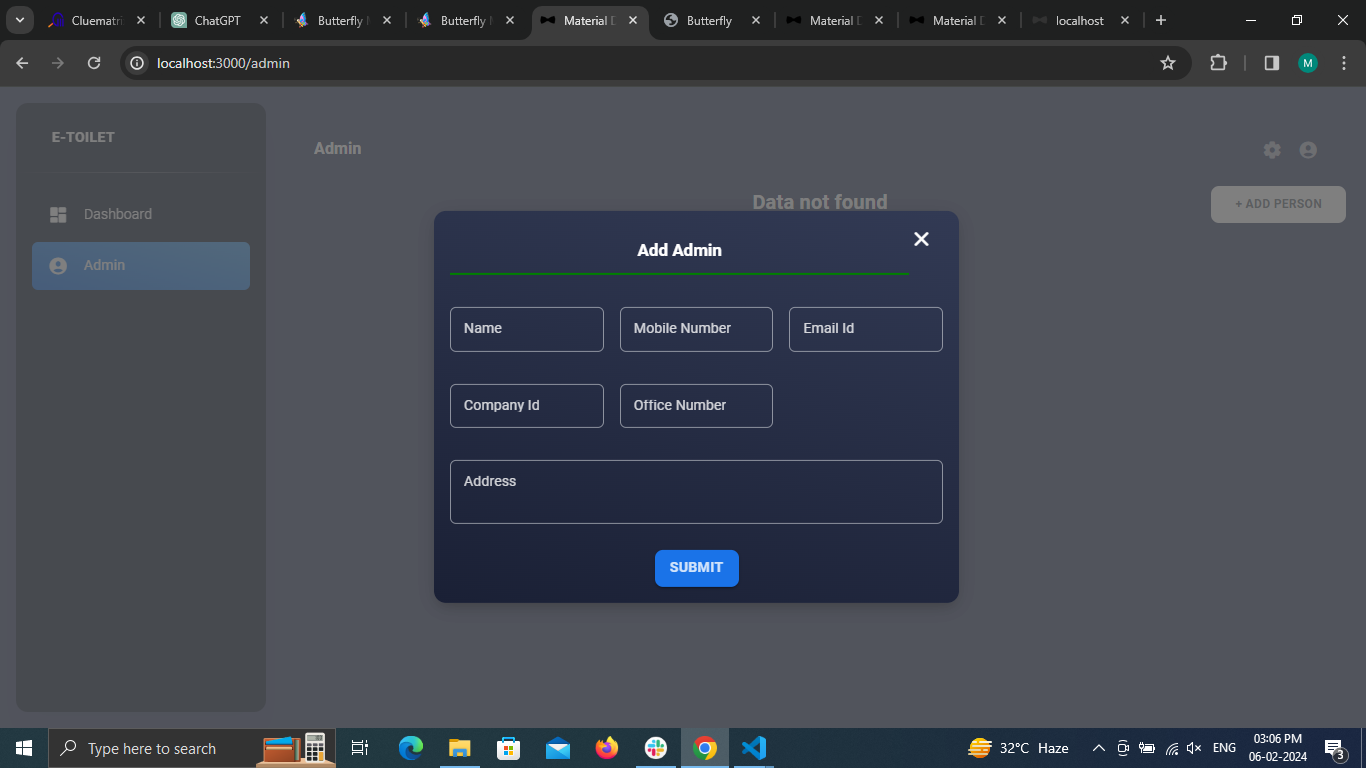 Cluematri
ChatGPT
Butterfly
Butterfly
Material D
Butterfly
Material D
Material D
localhost
localhost:3000/admin
M
E-TOILET
Dashboard
Admin
Admin
Data not found
+ ADD PERSON
Add Admin
Name
Mobile Number
Email Id
Company Id
Office Number
Address
SUBMIT
Type here to search
32°C Haze
ENG
03:06 PM
06-02-2024
3